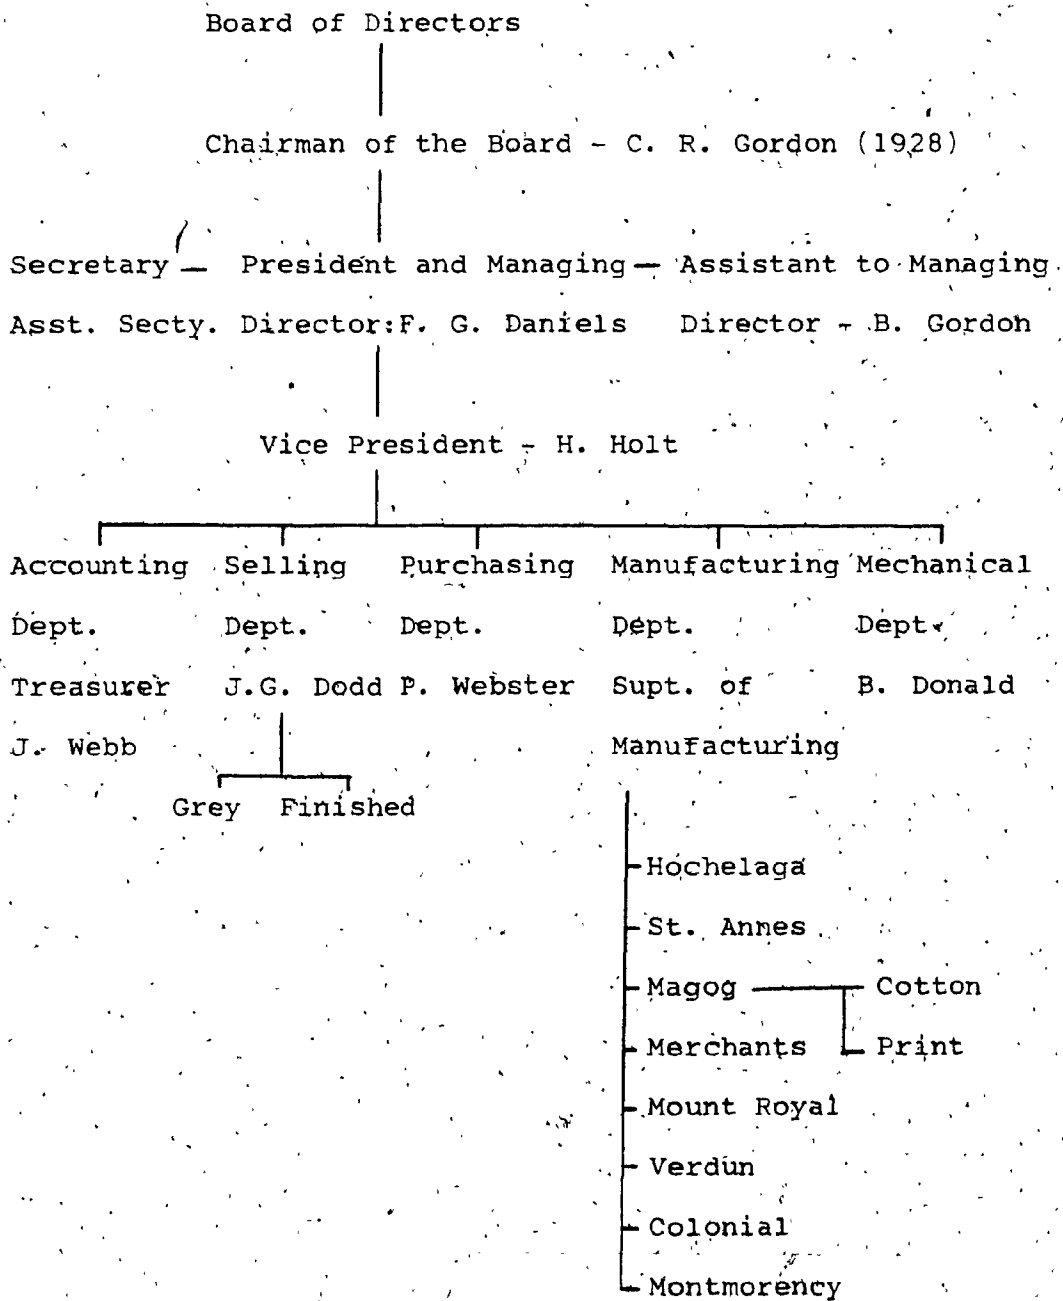 Board of Directors
Chairman of the Board - C. R. Gordon (1928)
Secretary — President and Managing — Assistant to Managing
Asst. Secty. Director:F. G. Daniels Director - B. Gordon
Vice President - H. Holt
Accounting Selling Purchasing Manufacturing Mechanical
Dept. Dept. Dept. Dept. Dept.
Treasurer J.G. Dodd P. Webster Supt. of B. Donald
J. Webb Manufacturing
Grey Finished
Hochelaga
St. Annes
Magog Cotton
Merchants Print
Mount Royal
Verdun
Colonial
Montmorency